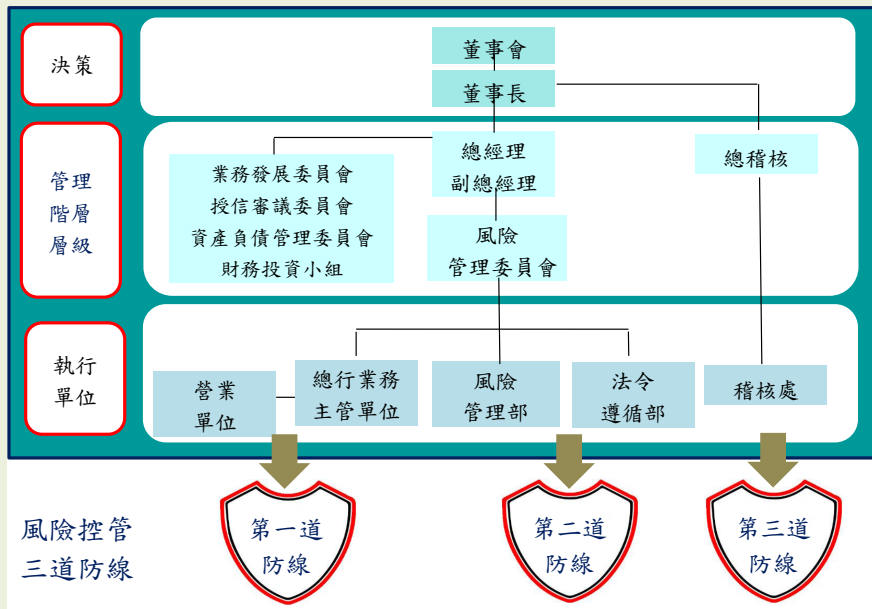 決策
董事會
董事長
管理
階層
層級
業務發展委員會
授信審議委員會
資產負債管理委員會
財務投資小組
總經理
副總經理
風險
管理委員會
總稽核
執行
單位
營業
單位
總行業務
主管單位
風險
管理部
法令
遵循部
稽核處
風險控管
三道防線
第一道
防線
第二道
防線
第三道
防線